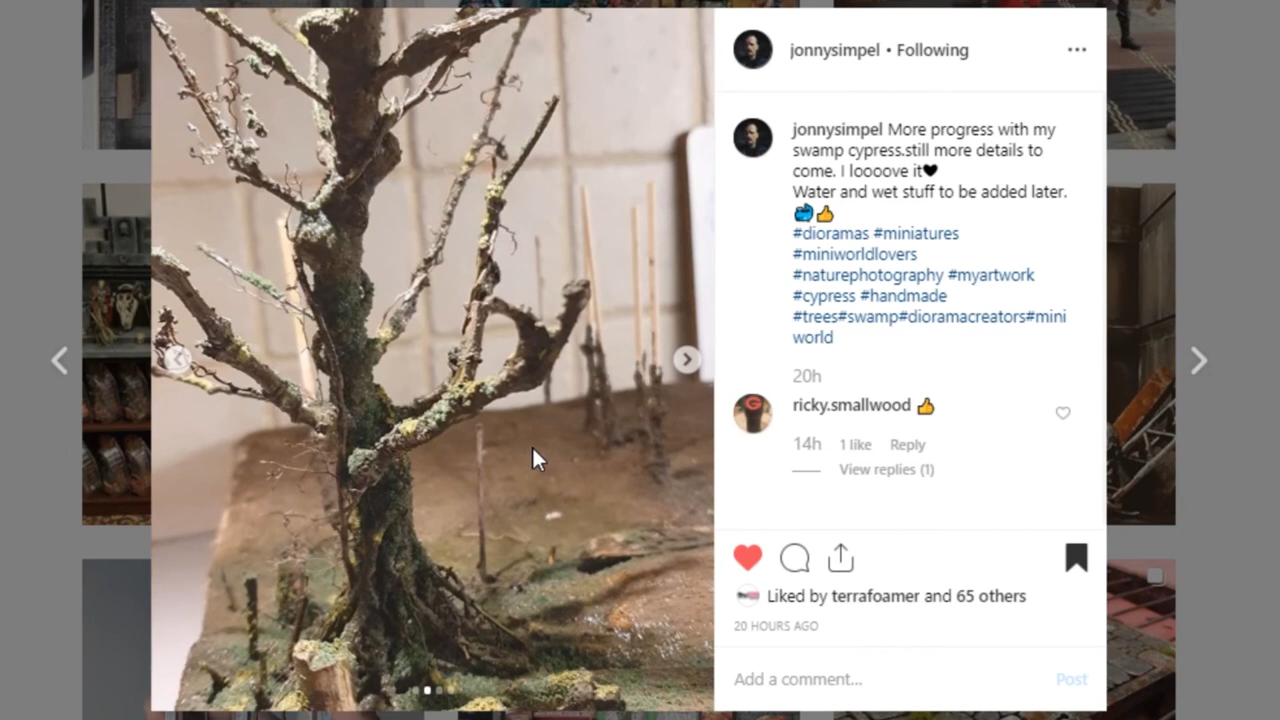 jonnysimpel • Following
jonnysimpel More progress with my
swamp cypress.still more details to
come. I loooove it🖤
Water and wet stuff to be added later.
🥶👍
#dioramas #miniatures
#miniworldlovers
#naturephotography #myartwork
#cypress #handmade
#trees#swamp#dioramacreators#mini
world
20h
ricky.smallwood 👍
14h 1 like Reply
View replies (1)
Liked by terrafoamer and 65 others
20 HOURS AGO
Add a comment... Post